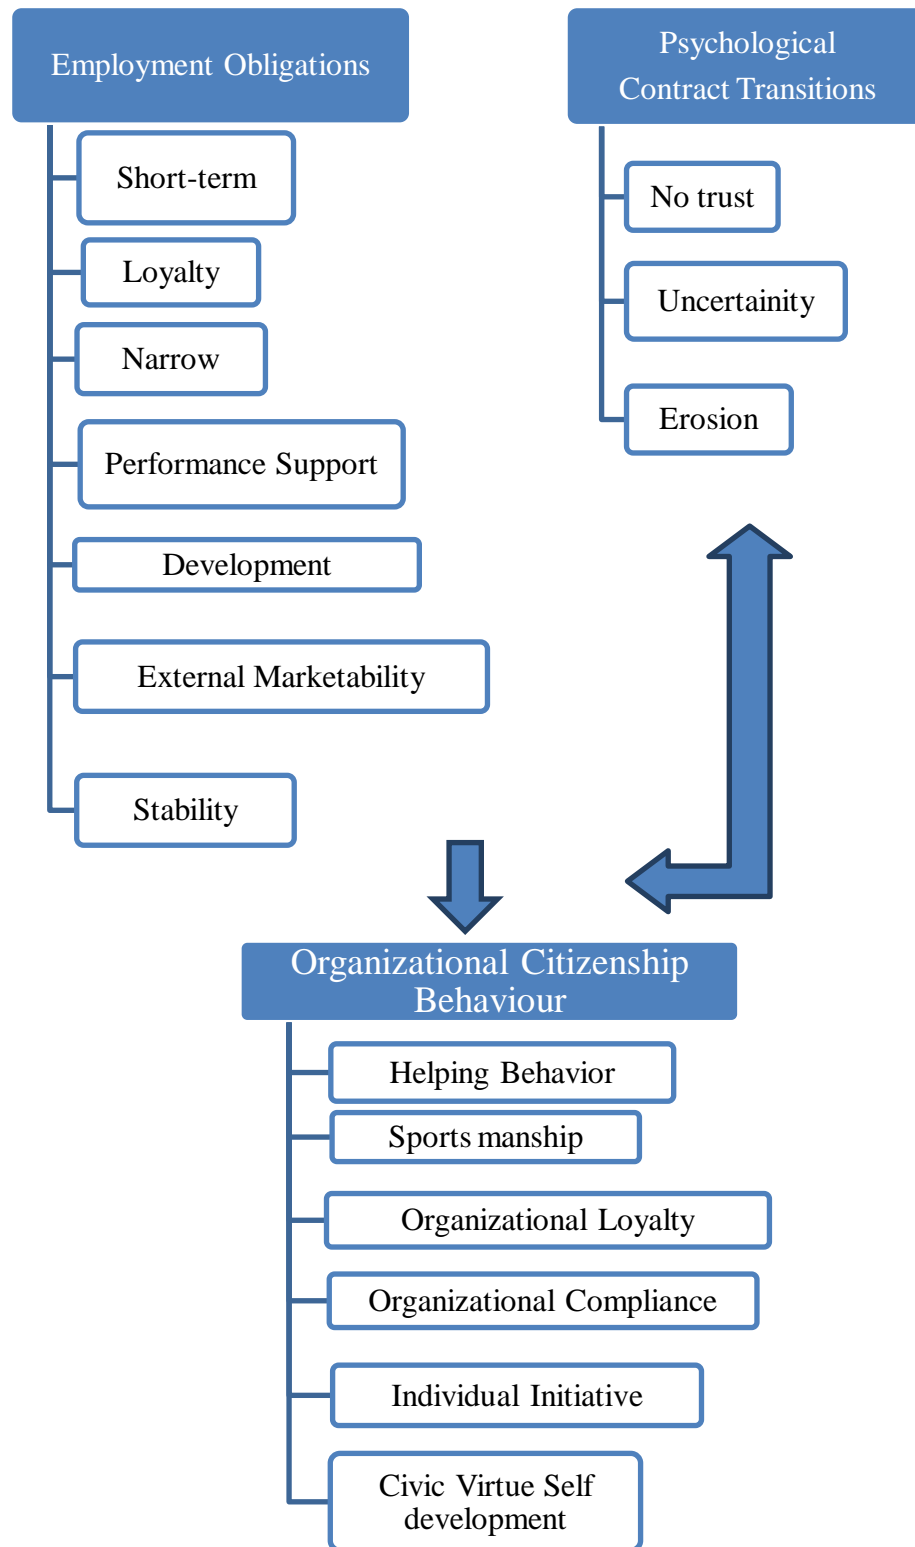 Employment Obligations
Short-term
Loyalty
Narrow
Performance Support
Development
External Marketability
Stability
Psychological
Contract Transitions
No trust
Uncertainity
Erosion
Organizational Citizenship
Behaviour
Helping Behavior
Sports manship
Organizational Loyalty
Organizational Compliance
Individual Initiative
Civic Virtue Self
development